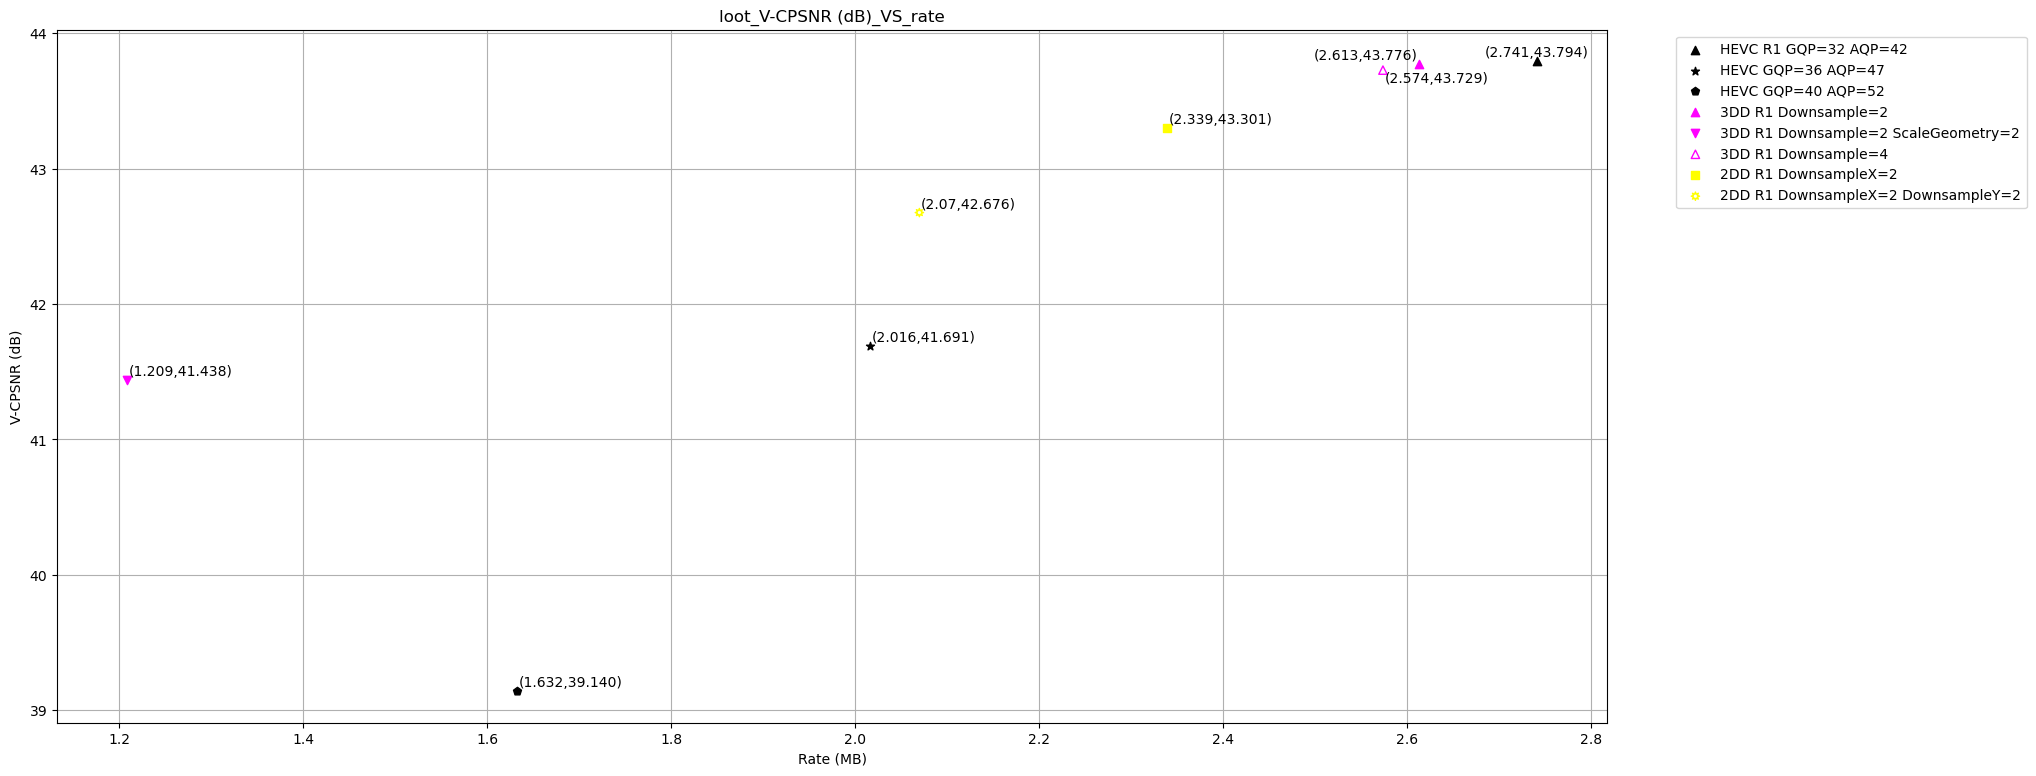 loot_V-CPSNR (dB)_VS_rate
44
43
42
41
40
39
V-CPSNR (dB)
(2.613,43.776)
(2.741,43.794)
(2.574,43.729)
(2.339,43.301)
(2.07,42.676)
(2.016,41.691)
(1.209,41.438)
(1.632,39.140)
1.2
1.4
1.6
1.8
2.0
2.2
2.4
2.6
2.8
Rate (MB)
HEVC R1 GQP=32 AQP=42
HEVC GQP=36 AQP=47
HEVC GQP=40 AQP=52
3DD R1 Downsample=2
3DD R1 Downsample=2 ScaleGeometry=2
3DD R1 Downsample=4
2DD R1 DownsampleX=2
2DD R1 DownsampleX=2 DownsampleY=2